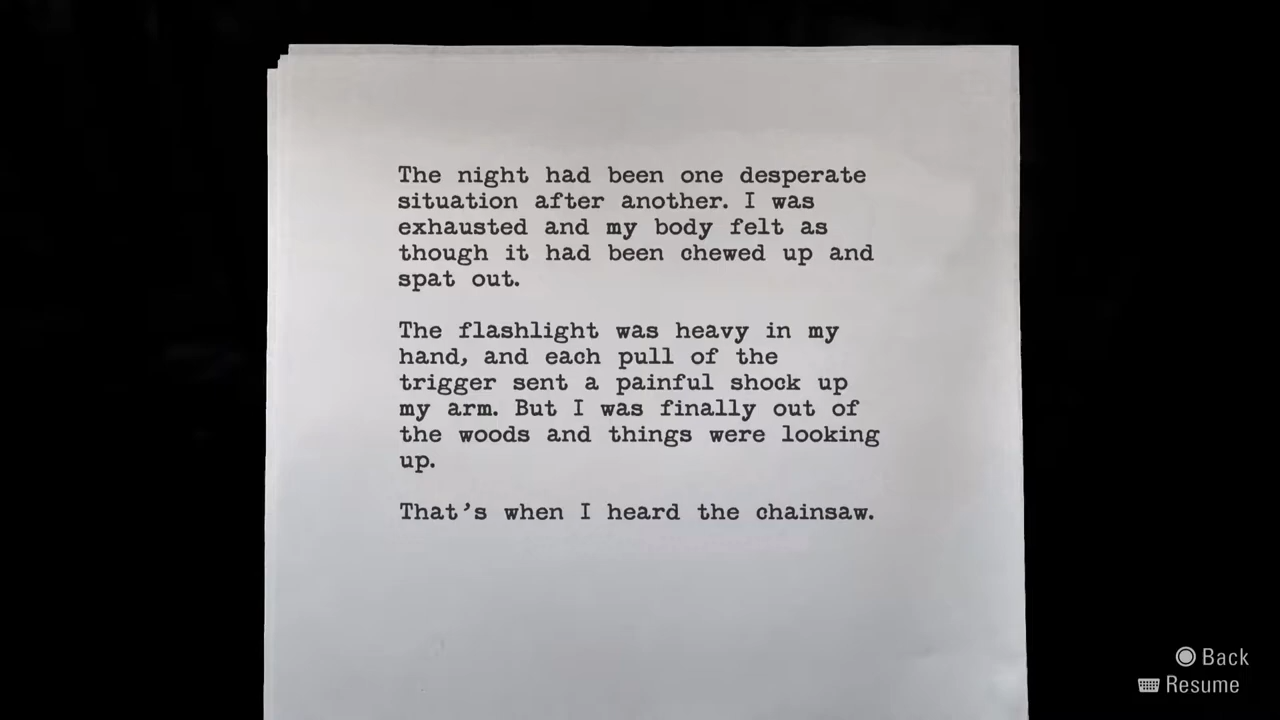 The night had been one desperate
situation after another. I was
exhausted and my body felt as
though it had been chewed up and
spat out.
The flashlight was heavy in my
hand, and each pull of the
trigger sent a painful shock up
my arm. But I was finally out of
the woods and things were looking
up.
That's when I heard the chainsaw.
Back
Resume